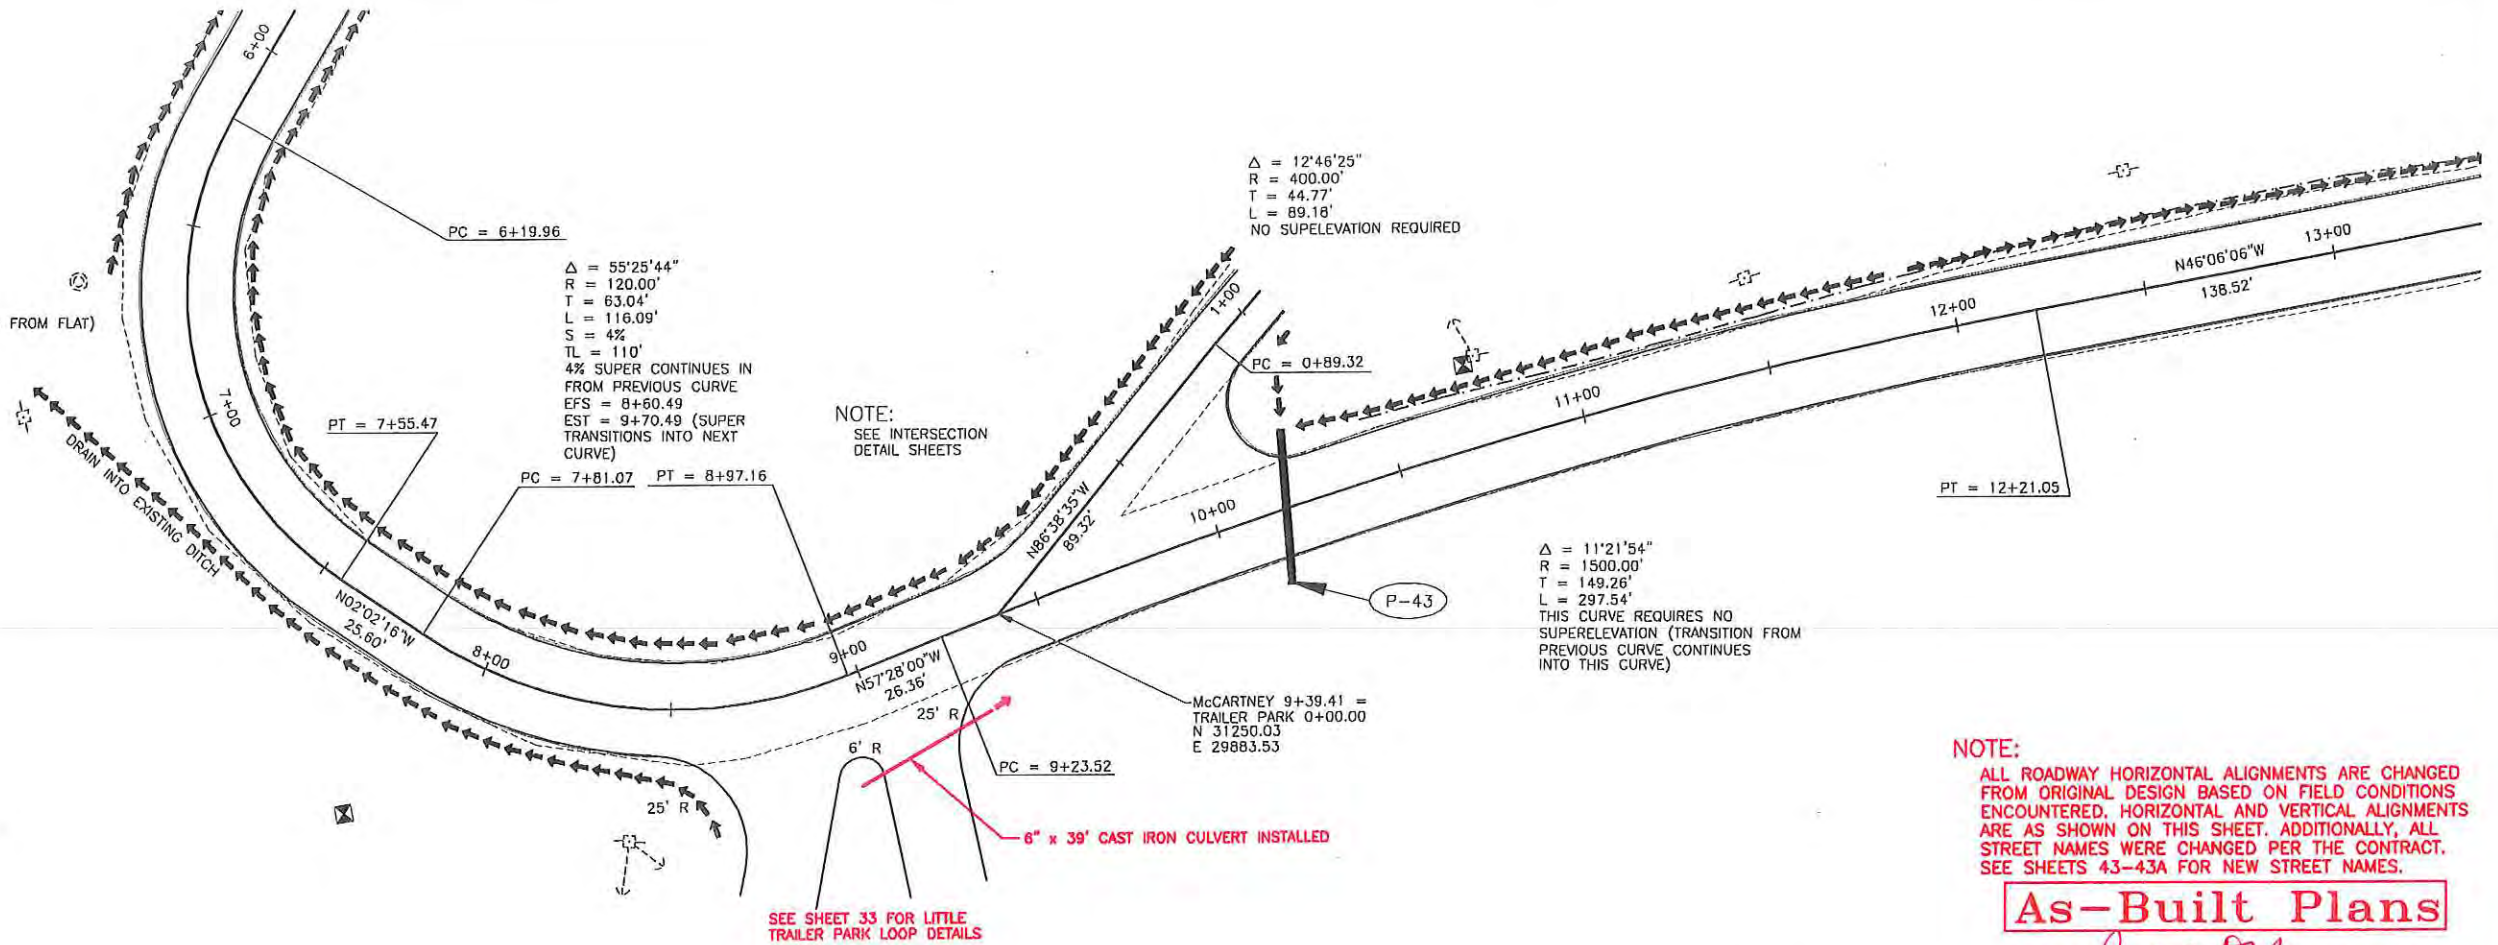 6+00
PC = 6+19.96
Δ = 55°25'44"
R = 120.00'
T = 63.04'
L = 116.09'
S = 4%
TL = 110'
4% SUPER CONTINUES IN
FROM PREVIOUS CURVE
EFS = 8+60.49
EST = 9+70.49 (SUPER
TRANSITIONS INTO NEXT
CURVE)
FROM FLAT)
7+00
PT = 7+55.47
PC = 7+81.07
PT = 8+97.16
DRAIN INTO EXISTING DITCH
NOTE:
SEE INTERSECTION
DETAIL SHEETS
Δ = 12°46'25"
R = 400.00'
T = 44.77'
L = 89.18'
NO SUPELEVATION REQUIRED
1+00
PC = 0+89.32
N86°38'35"W
89.32'
N02°02'16"W
25.60'
8+00
9+00
N57°28'00"W
26.36'
10+00
11+00
12+00
N46°06'06"W
138.52'
13+00
PT = 12+21.05
P-43
Δ = 11°21'54"
R = 1500.00'
T = 149.26'
L = 297.54'
THIS CURVE REQUIRES NO
SUPERELEVATION (TRANSITION FROM
PREVIOUS CURVE CONTINUES
INTO THIS CURVE)
McCARTNEY 9+39.41 =
TRAILER PARK 0+00.00
N 31250.03
E 29883.53
PC = 9+23.52
25' R
6' R
25' R
6" x 39' CAST IRON CULVERT INSTALLED
SEE SHEET 33 FOR LITTLE
TRAILER PARK LOOP DETAILS
NOTE:
ALL ROADWAY HORIZONTAL ALIGNMENTS ARE CHANGED
FROM ORIGINAL DESIGN BASED ON FIELD CONDITIONS
ENCOUNTERED. HORIZONTAL AND VERTICAL ALIGNMENTS
ARE AS SHOWN ON THIS SHEET. ADDITIONALLY, ALL
STREET NAMES WERE CHANGED PER THE CONTRACT.
SEE SHEETS 43-43A FOR NEW STREET NAMES.
As-Built Plans